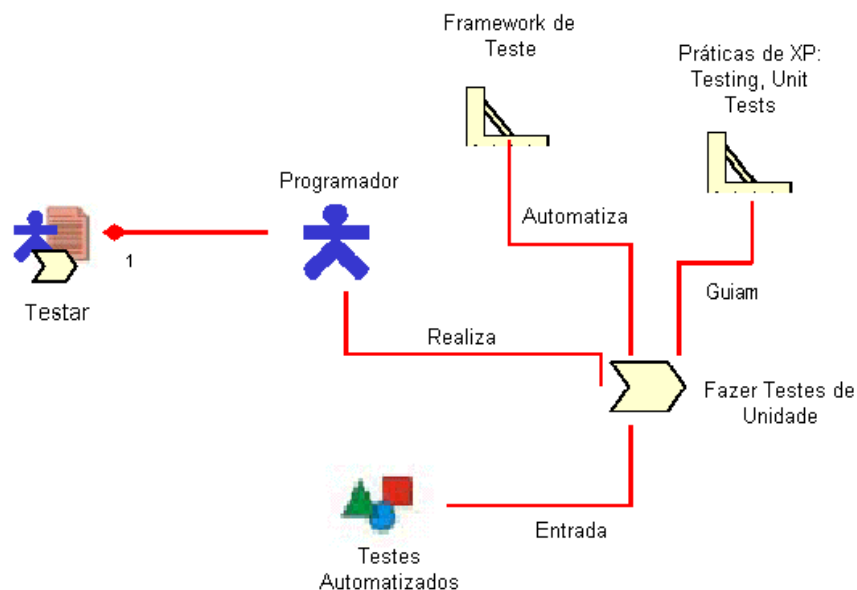 Framework de
Teste
Práticas de XP:
Testing, Unit
Tests
Programador
Automatiza
1
Testar
Guiam
Realiza
Fazer Testes de
Unidade
Entrada
Testes
Automatizados